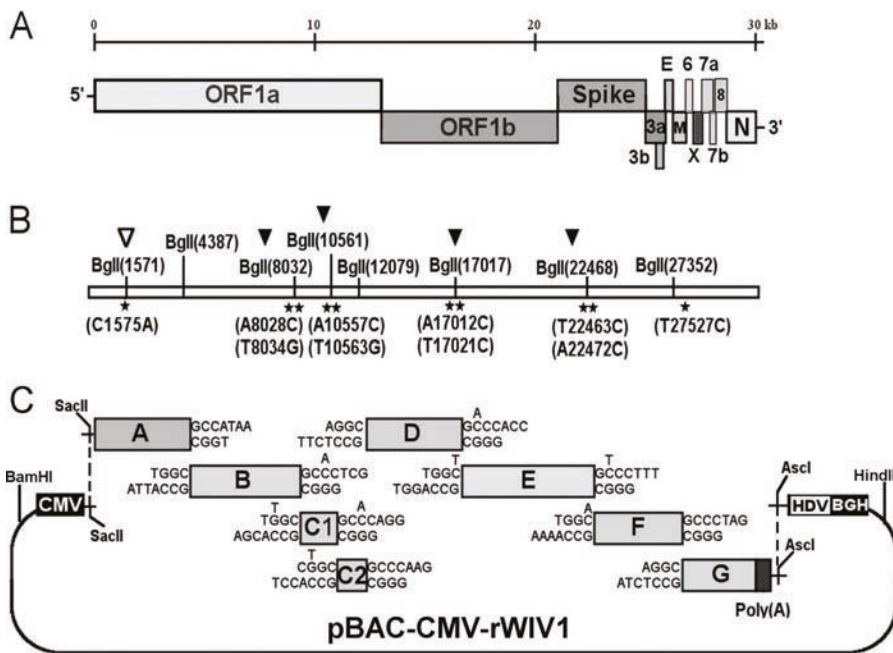 A
0 10 20 30 kb
E 6 7a
5' ORF1a Spike 8
ORF1b 3a M N 3'
3b X 7b
B
BglI(4387) BglI(10561)
BglI(1571) BglI(8032) BglI(12079) BglI(17017) BglI(22468) BglI(27352)
★ ★★ ★★ ★★ ★★ ★
(C1575A) (A8028C) (A10557C) (A17012C) (T22463C) (T27527C)
(T8034G) (T10563G) (T17021C) (A22472C)
C
SacII A GCCATAA AGGC D A GCCCACC
CGGT TTCTCCG CGGG
BamHI TGGC B A GCCCTCG T TGGC E T GCCCTTT AscI HindII
ATTACCG CGGG TGGACCG CGGG
CMV SacII T TGGC C1 A GCCCAGG A TGGC F GCCCTAG HDV BGH
AGCACCG CGGG AAAACCG CGGG
T CGGC C2 GCCCAAG AGGC G AscI
TCCACCG CGGG ATCTCCG
Poly(A)
pBAC-CMV-rWIV1